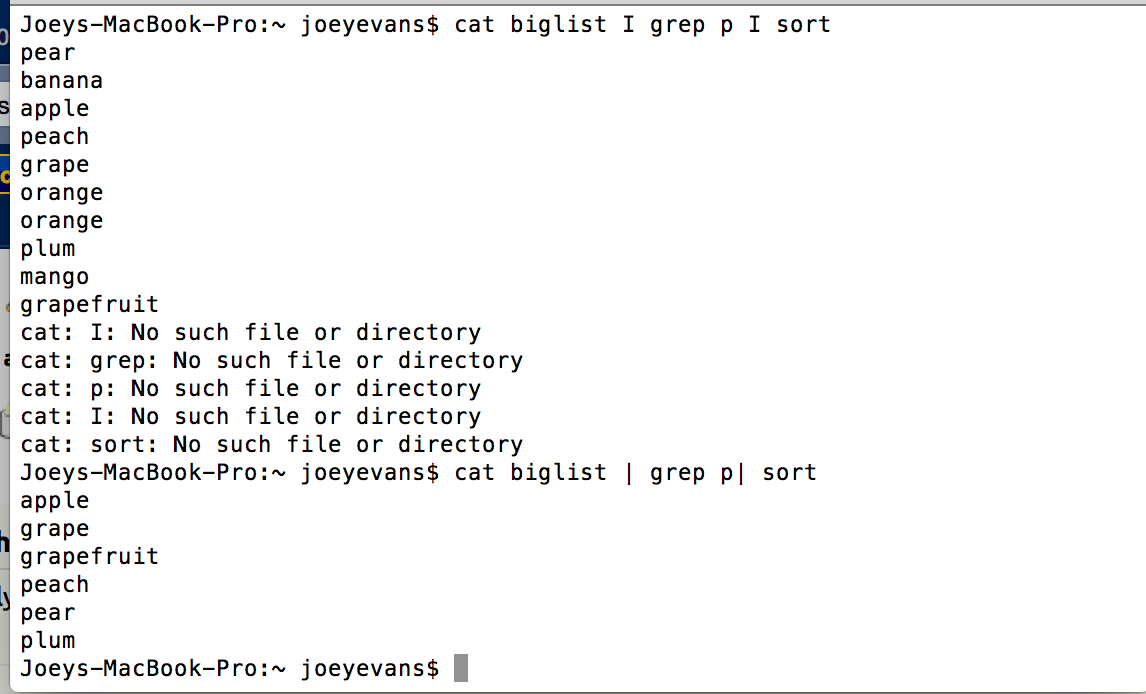 Joeys-MacBook-Pro:~ joeyevans$ cat biglist I grep p I sort
pear
banana
apple
peach
grape
orange
orange
plum
mango
grapefruit
cat: I: No such file or directory
cat: grep: No such file or directory
cat: p: No such file or directory
cat: I: No such file or directory
cat: sort: No such file or directory
Joeys-MacBook-Pro:~ joeyevans$ cat biglist | grep p| sort
apple
grape
grapefruit
peach
pear
plum
Joeys-MacBook-Pro:~ joeyevans$